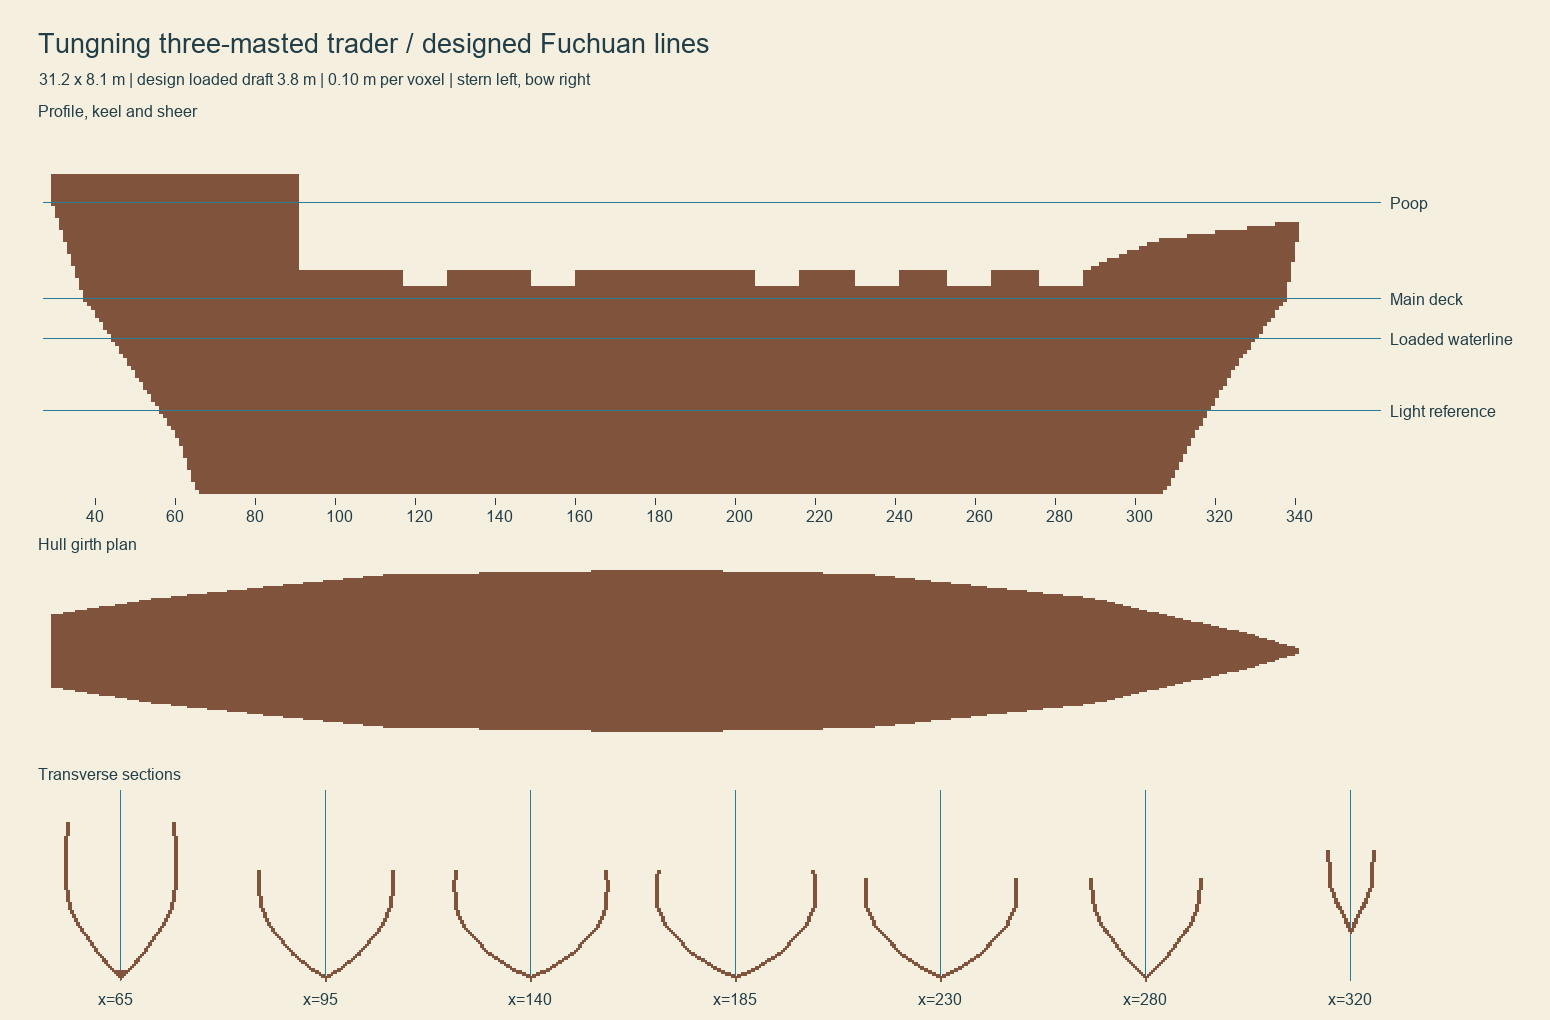 Tungning three-masted trader / designed Fuchuan lines
31.2 x 8.1 m | design loaded draft 3.8 m | 0.10 m per voxel | stern left, bow right
Profile, keel and sheer
Poop
Main deck
Loaded waterline
Light reference
40 60 80 100 120 140 160 180 200 220 240 260 280 300 320 340
Hull girth plan
Transverse sections
x=65 x=95 x=140 x=185 x=230 x=280 x=320